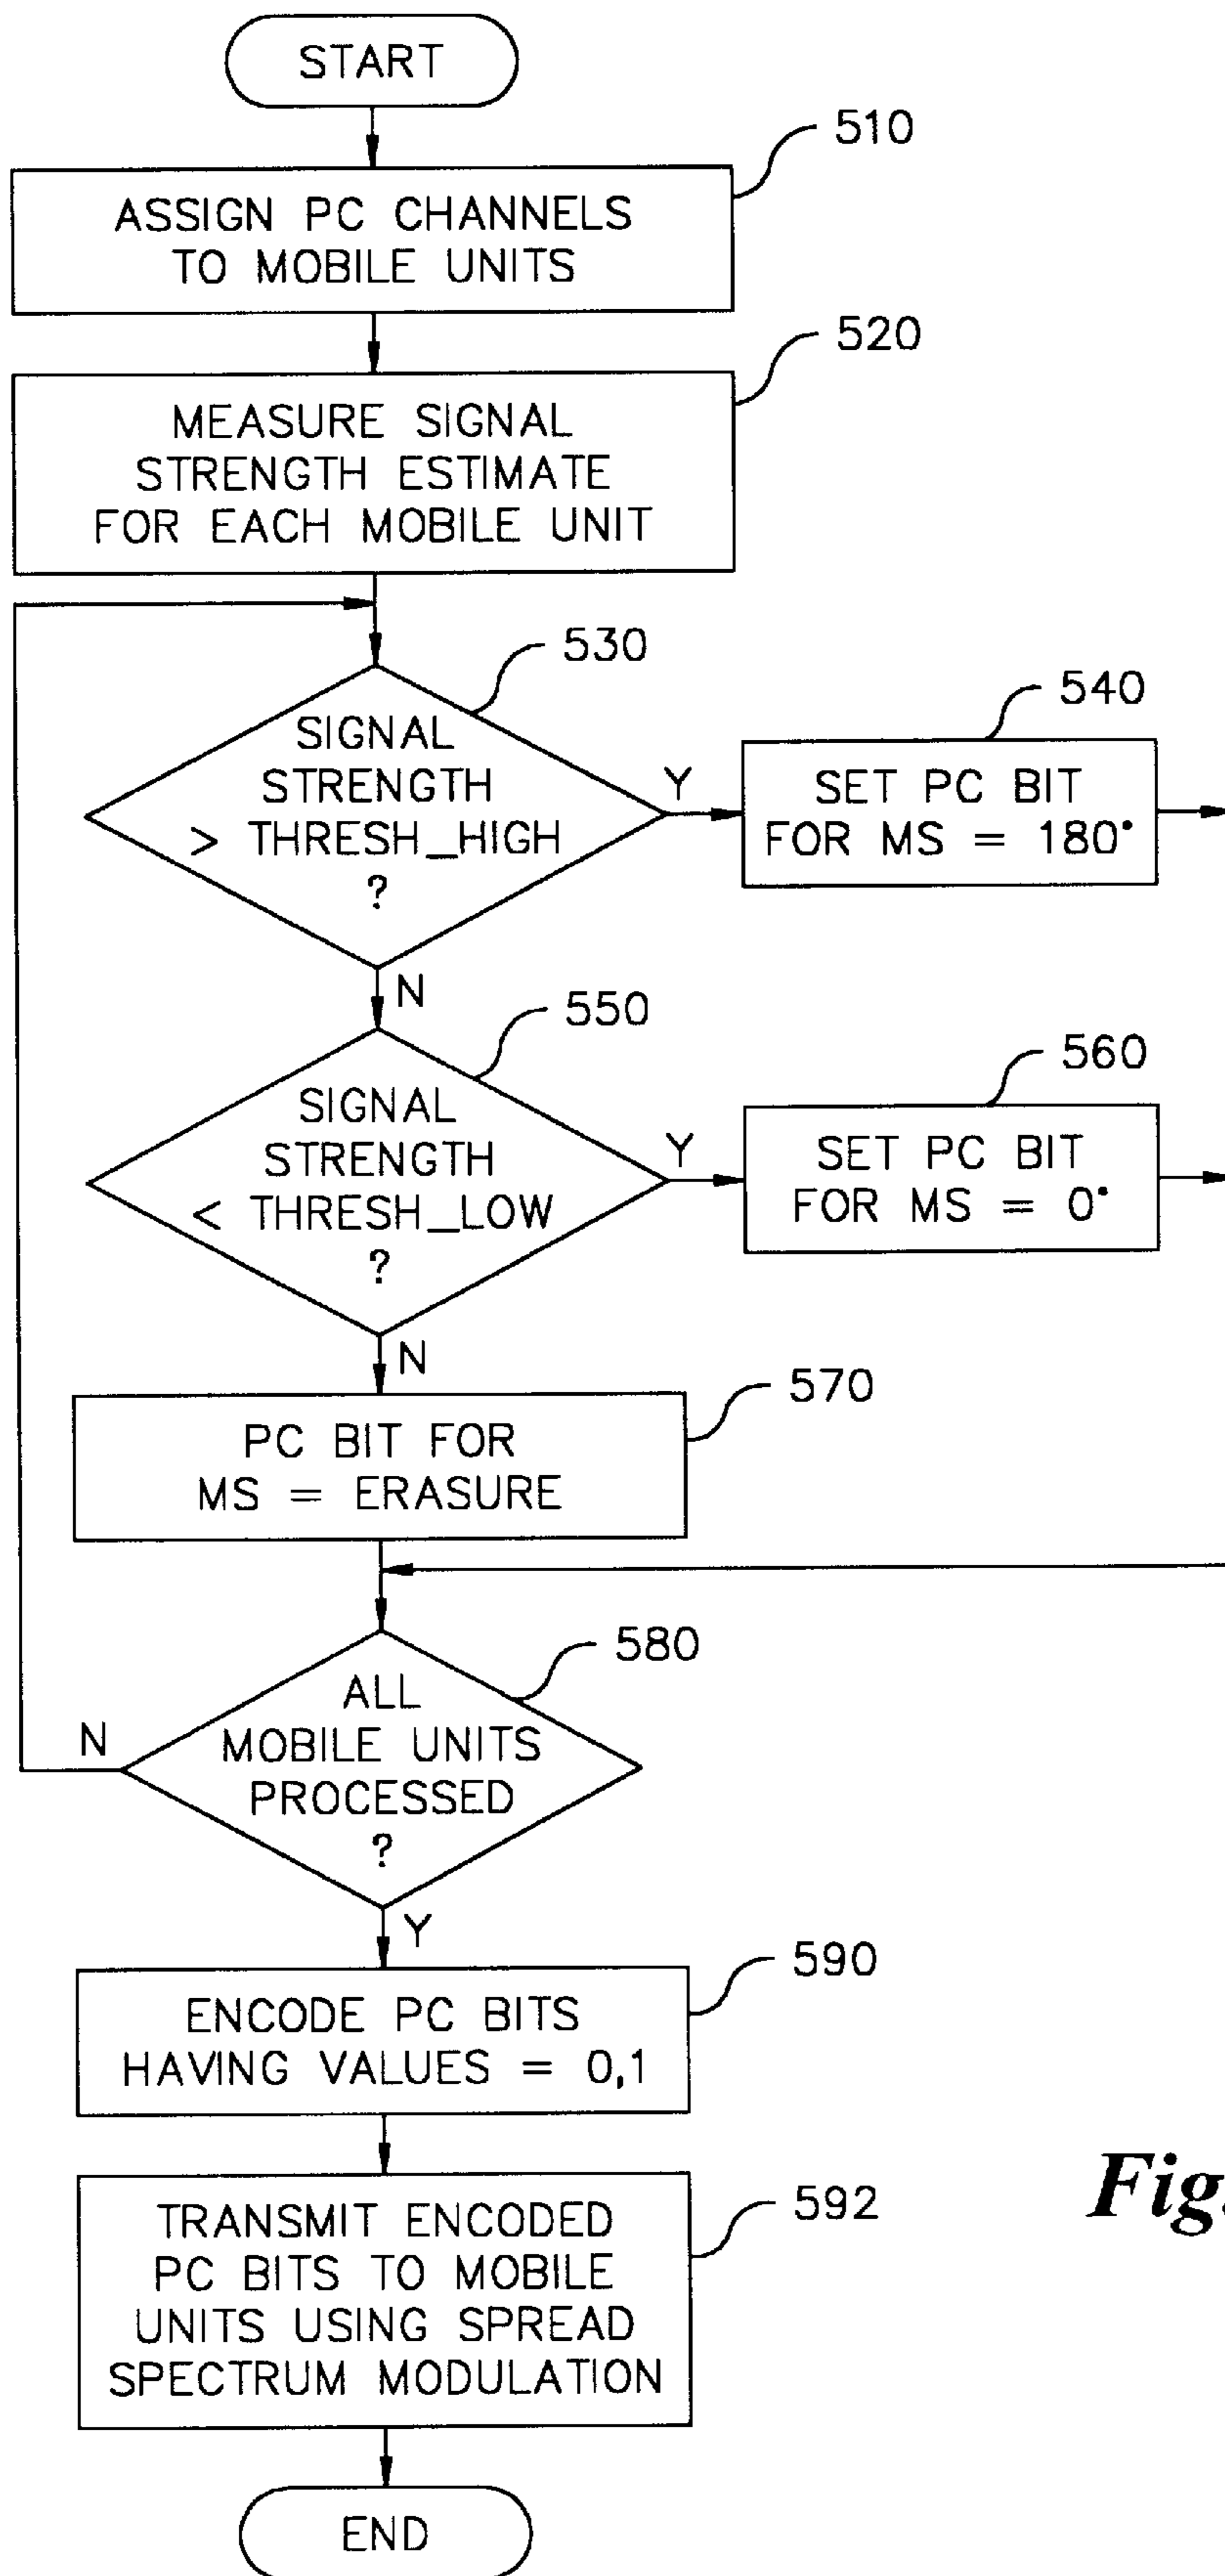 START
510
ASSIGN PC CHANNELS
TO MOBILE UNITS
520
MEASURE SIGNAL
STRENGTH ESTIMATE
FOR EACH MOBILE UNIT
530
SIGNAL
STRENGTH
> THRESH_HIGH
?
Y
540
SET PC BIT
FOR MS = 180°
N
550
SIGNAL
STRENGTH
< THRESH_LOW
?
Y
560
SET PC BIT
FOR MS = 0°
N
570
PC BIT FOR
MS = ERASURE
580
ALL
MOBILE UNITS
PROCESSED
?
N
Y
590
ENCODE PC BITS
HAVING VALUES = 0,1
592
TRANSMIT ENCODED
PC BITS TO MOBILE
UNITS USING SPREAD
SPECTRUM MODULATION
Fig.
END